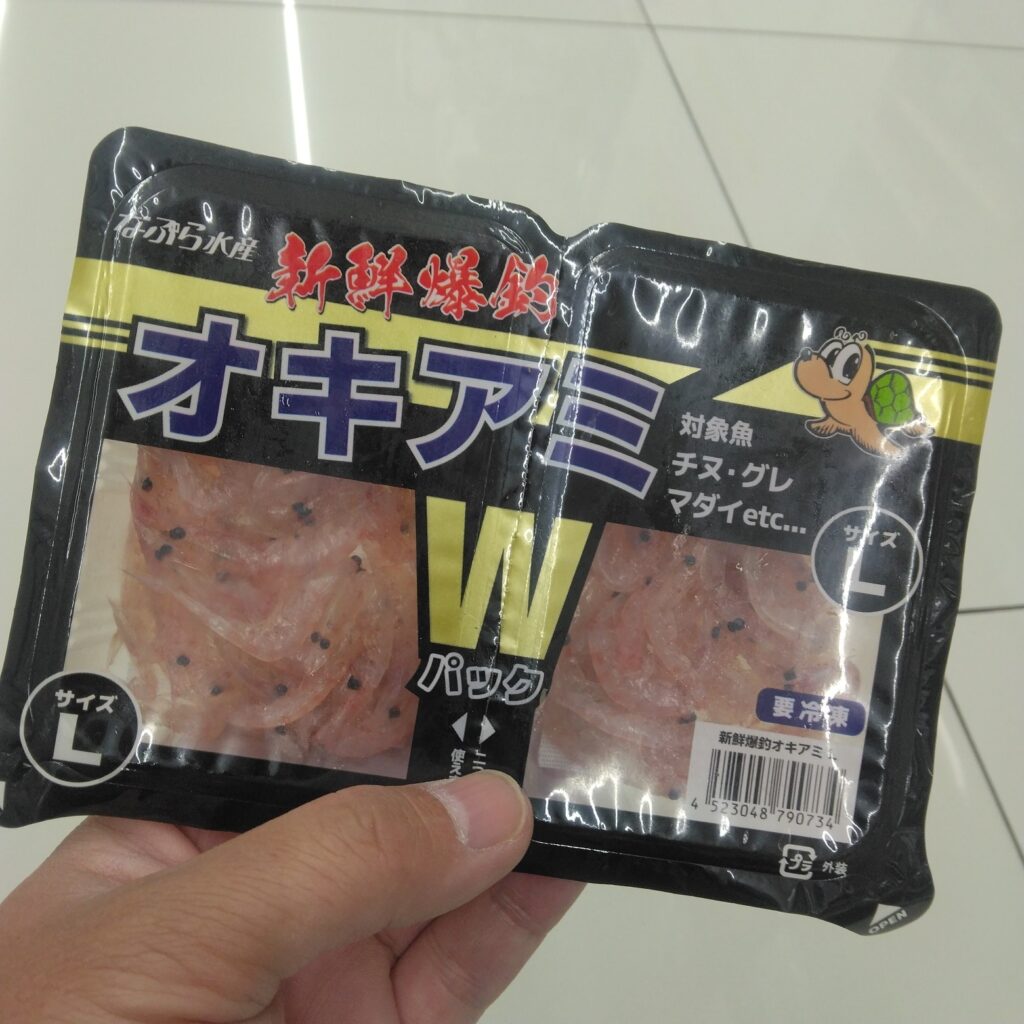 なぶら水産
新鮮爆釣
オキアミ
対象魚
チヌ・グレ
マダイetc...
W
パック
サイズ
L
サイズ
L
要冷凍
新鮮爆釣オキアミ L
4 523048 790734
プラ 外装
OPEN